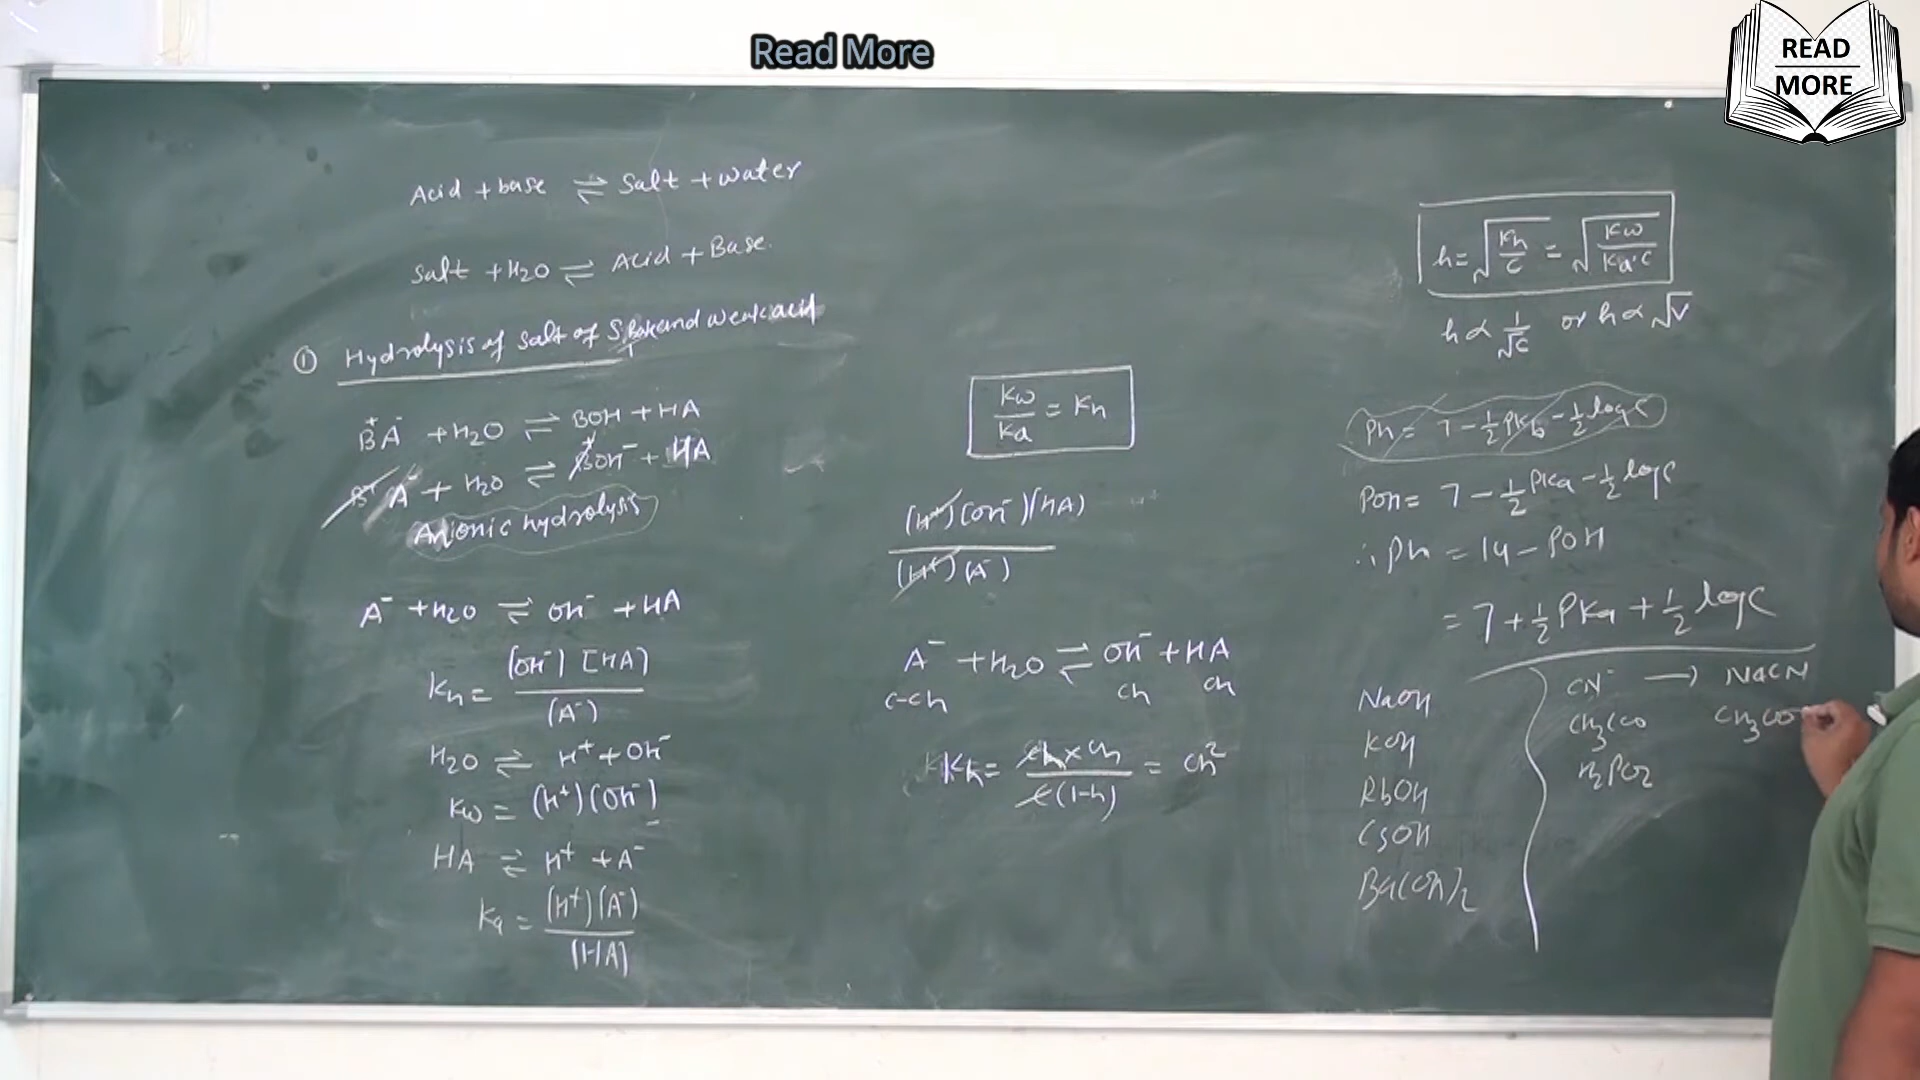 Read More
READ
MORE
Acid + base ⇌ Salt + water
Salt + H2O ⇌ Acid + Base.
① Hydrolysis of Salt of S. Base and weak acid
B⁺A⁻ + H2O ⇌ BOH + HA
B⁺ A⁻ + H2O ⇌ B⁺ OH⁻ + HA
Anionic hydrolysis
A⁻ + H2O ⇌ OH⁻ + HA
Kh = (OH⁻) [HA] / (A⁻)
H2O ⇌ H⁺ + OH⁻
Kw = (H⁺)(OH⁻)
HA ⇌ H⁺ + A⁻
Ka = (H⁺)(A⁻) / (HA)
Kw / Ka = Kh
(H⁺)(OH⁻)(HA) / (H⁺)(A⁻)
A⁻ + H2O ⇌ OH⁻ + HA
C-Ch Ch Ch
Kh = Ch × Ch / C(1-h) = Ch²
h = √(Kh / C) = √(Kw / Ka·C)
h ∝ 1/√C or h ∝ √V
PH = 7 - ½ PKb - ½ log C
POH = 7 - ½ PKa - ½ log C
∴ PH = 14 - POH
= 7 + ½ PKa + ½ log C
NaOH
KOH
RbOH
CsOH
Ba(OH)2
CN⁻ → NaCN
CH3COO CH3COO